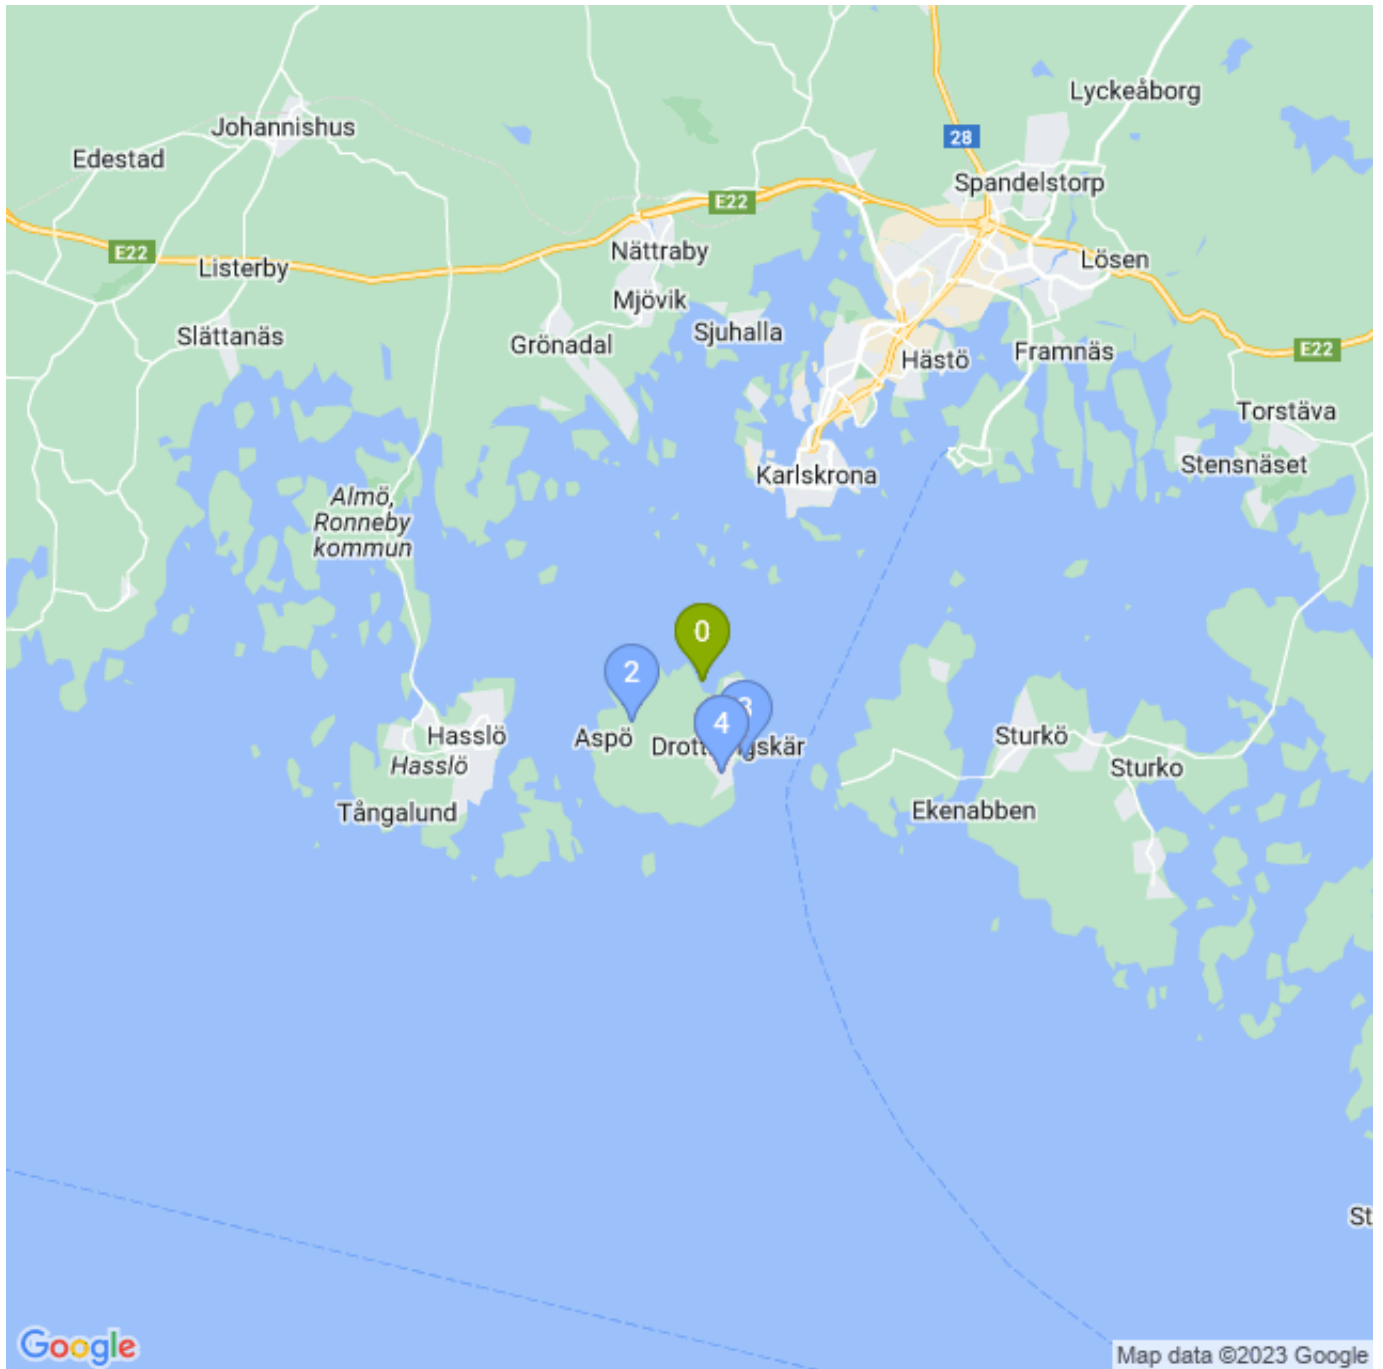 Lyckeåborg
Johannishus
28
Edestad
Spandelstorp
E22
E22
Nättraby
Lösen
Listerby
Mjövik
Slättanäs
Sjuhalla
Grönadal
Hästö
Framnäs
E22
Torstäva
Karlskrona
Stensnäset
Almö,
Ronneby
kommun
0
2
3
4
Hasslö
Aspö
Sturkö
Hasslö
Sturko
Tångalund
Ekenabben
St
Google
Map data ©2023 Google